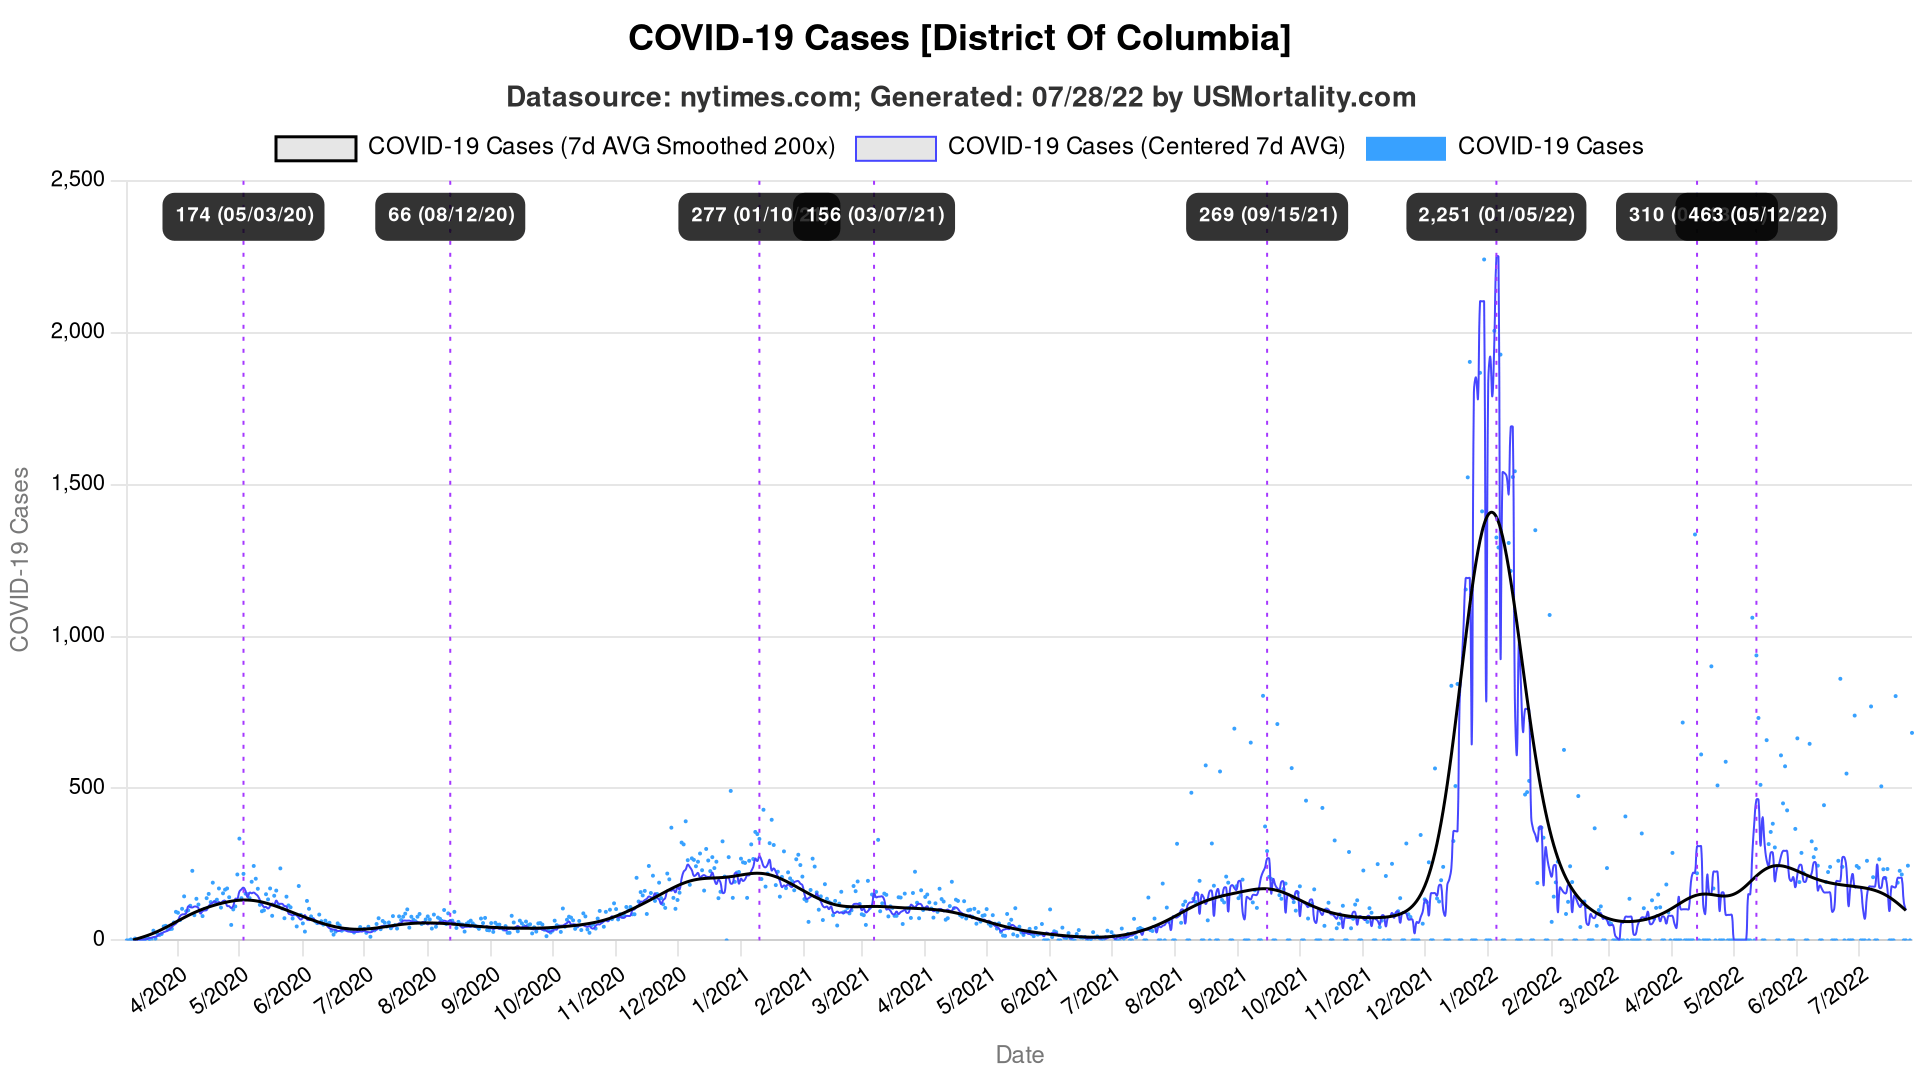 COVID-19 Cases [District Of Columbia]
Datasource: nytimes.com; Generated: 07/28/22 by USMortality.com
COVID-19 Cases (7d AVG Smoothed 200x) COVID-19 Cases (Centered 7d AVG) COVID-19 Cases
2,500
174 (05/03/20) 66 (08/12/20) 277 (01/10/ 156 (03/07/21) 269 (09/15/21) 2,251 (01/05/22) 310 463 (05/12/22)
2,000
1,500
1,000
500
0
COVID-19 Cases
4/2020 5/2020 6/2020 7/2020 8/2020 9/2020 10/2020 11/2020 12/2020 1/2021 2/2021 3/2021 4/2021 5/2021 6/2021 7/2021 8/2021 9/2021 10/2021 11/2021 12/2021 1/2022 2/2022 3/2022 4/2022 5/2022 6/2022 7/2022
Date